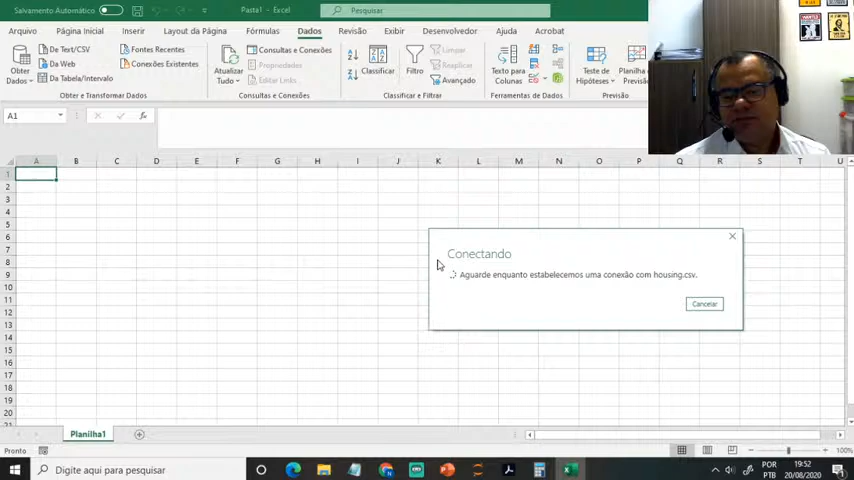 Salvamento Automático
Pasta1 - Excel
Pesquisar
Arquivo
Página Inicial
Inserir
Layout da Página
Fórmulas
Dados
Revisão
Exibir
Desenvolvedor
Ajuda
Acrobat
Obter Dados
De Text/CSV
Da Web
Da Tabela/Intervalo
Fontes Recentes
Conexões Existentes
Obter e Transformar Dados
Atualizar Tudo
Consultas e Conexões
Propriedades
Editar Links
Consultas e Conexões
Classificar
Filtro
Limpar
Reaplicar
Avançado
Classificar e Filtrar
Texto para Colunas
Ferramentas de Dados
Teste de Hipóteses
Planilha
Previsão
A1
fx
A B C D E F G H I J K L M N O P Q R S T U
1
2
3
4
5
6
7
8
9
10
11
12
13
14
15
16
17
18
19
20
21
Conectando
Aguarde enquanto estabelecemos uma conexão com housing.csv.
Cancelar
Planilha1
Pronto
100%
Digite aqui para pesquisar
POR
PTB
19:52
20/08/2020